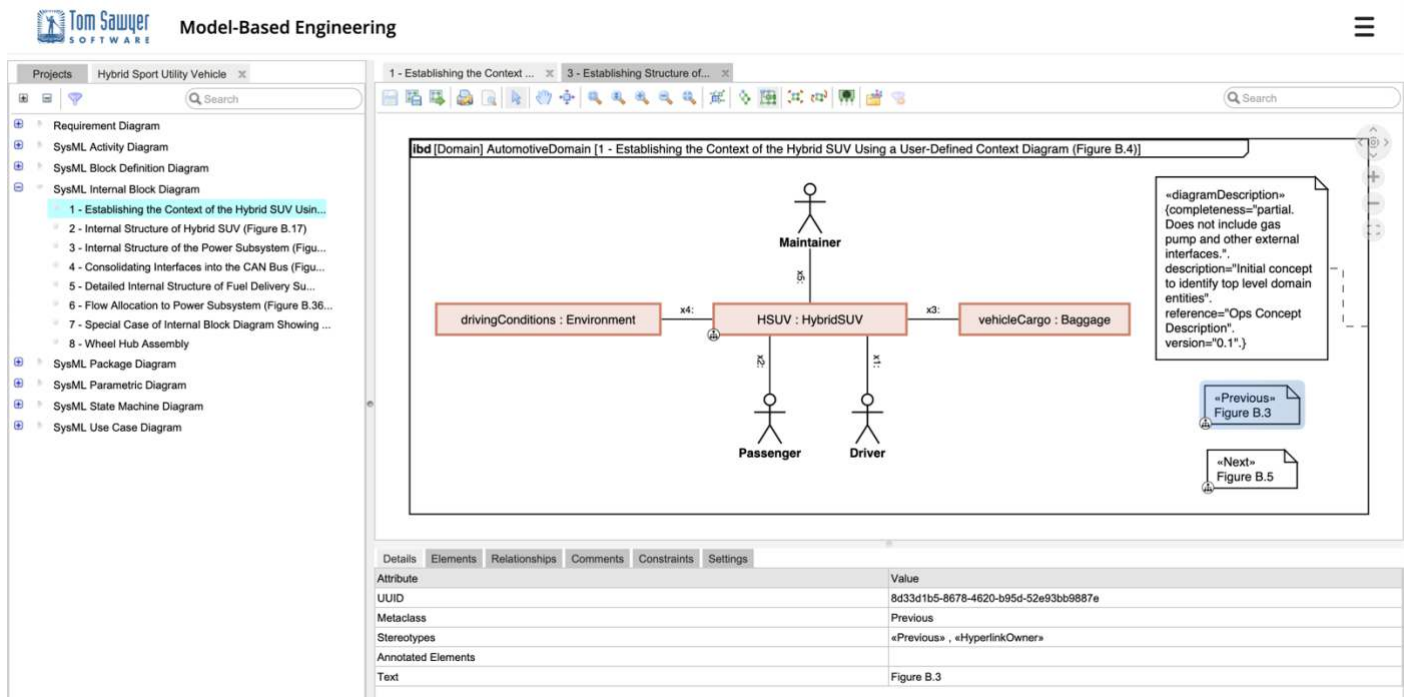 Tom Sawyer
SOFTWARE
Model-Based Engineering
Projects
Hybrid Sport Utility Vehicle
Search
Requirement Diagram
SysML Activity Diagram
SysML Block Definition Diagram
SysML Internal Block Diagram
1 - Establishing the Context of the Hybrid SUV Usin...
2 - Internal Structure of Hybrid SUV (Figure B.17)
3 - Internal Structure of the Power Subsystem (Figu...
4 - Consolidating Interfaces into the CAN Bus (Figu...
5 - Detailed Internal Structure of Fuel Delivery Su...
6 - Flow Allocation to Power Subsystem (Figure B.36...
7 - Special Case of Internal Block Diagram Showing ...
8 - Wheel Hub Assembly
SysML Package Diagram
SysML Parametric Diagram
SysML State Machine Diagram
SysML Use Case Diagram
1 - Establishing the Context ...
3 - Establishing Structure of...
Search
ibd [Domain] AutomotiveDomain [1 - Establishing the Context of the Hybrid SUV Using a User-Defined Context Diagram (Figure B.4)]
Maintainer
x5:
drivingConditions : Environment
x4:
HSUV : HybridSUV
x3:
vehicleCargo : Baggage
x2:
x1:
Passenger
Driver
«diagramDescription»
{completeness="partial.
Does not include gas
pump and other external
interfaces.".
description="Initial concept
to identify top level domain
entities".
reference="Ops Concept
Description".
version="0.1".}
«Previous»
Figure B.3
«Next»
Figure B.5
Details
Elements
Relationships
Comments
Constraints
Settings
Attribute
Value
UUID
8d33d1b5-8678-4620-b95d-52e93bb9887e
Metaclass
Previous
Stereotypes
«Previous» , «HyperlinkOwner»
Annotated Elements
Text
Figure B.3